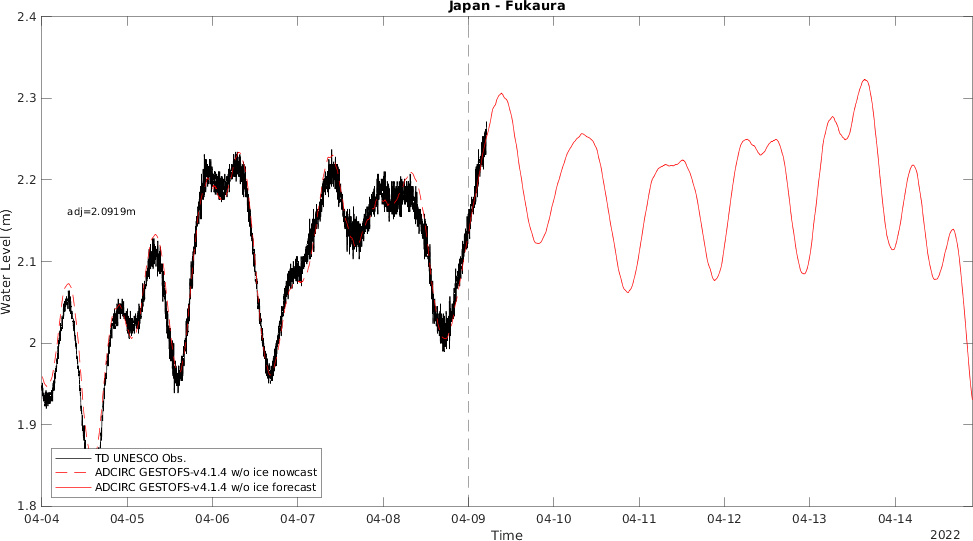 Japan - Fukaura
2.4
2.3
2.2
2.1
2
1.9
1.8
Water Level (m)
adj=2.0919m
TD UNESCO Obs.
ADCIRC GESTOFS-v4.1.4 w/o ice nowcast
ADCIRC GESTOFS-v4.1.4 w/o ice forecast
04-04 04-05 04-06 04-07 04-08 04-09 04-10 04-11 04-12 04-13 04-14
Time
2022